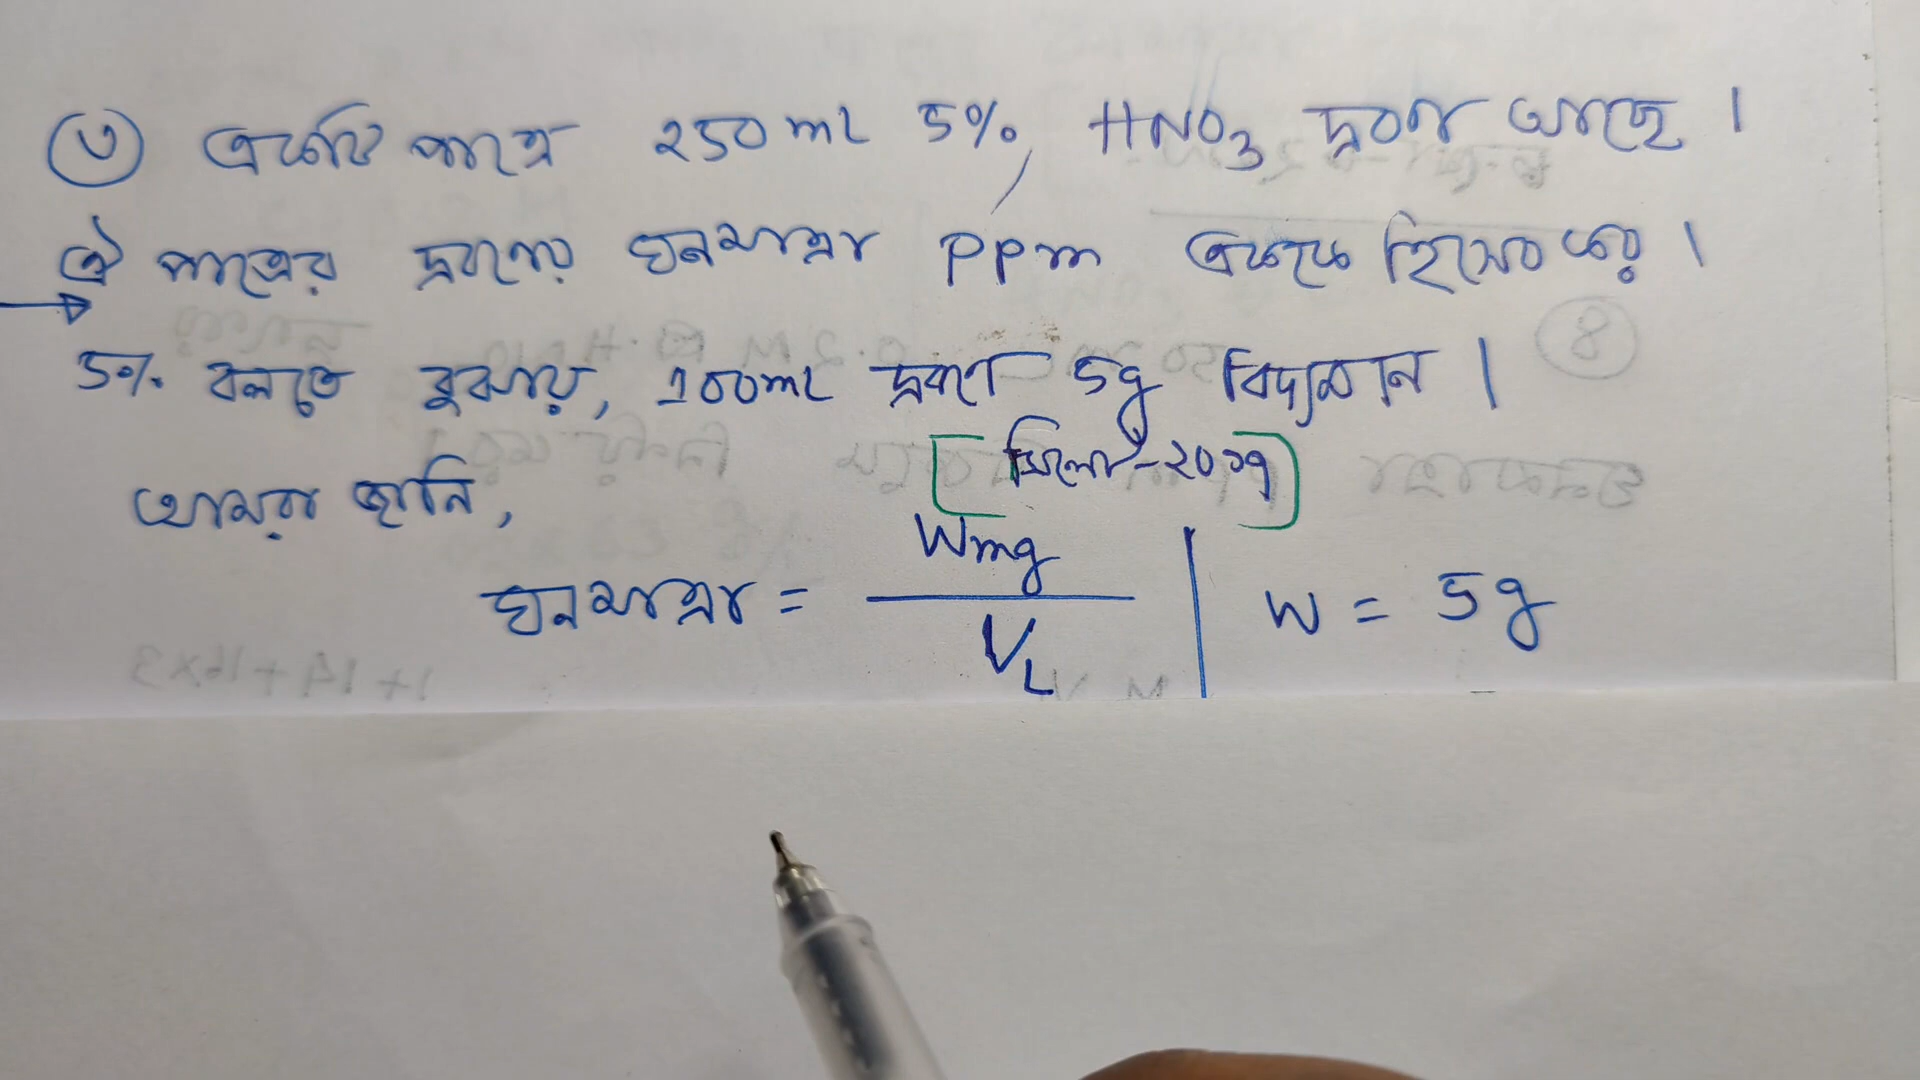 ৩ একটি পাত্রে 250 mL 5% HNO3 দ্রবণ আছে।
ঐ পাত্রের দ্রবণের ঘনমাত্রা ppm এককে হিসেব কর।
5% বলতে বুঝায়, 100mL দ্রবণে 5g বিদ্যমান।
[সিলেট-২০১৭]
আমরা জানি,
ঘনমাত্রা = Wmg / VL | W = 5g